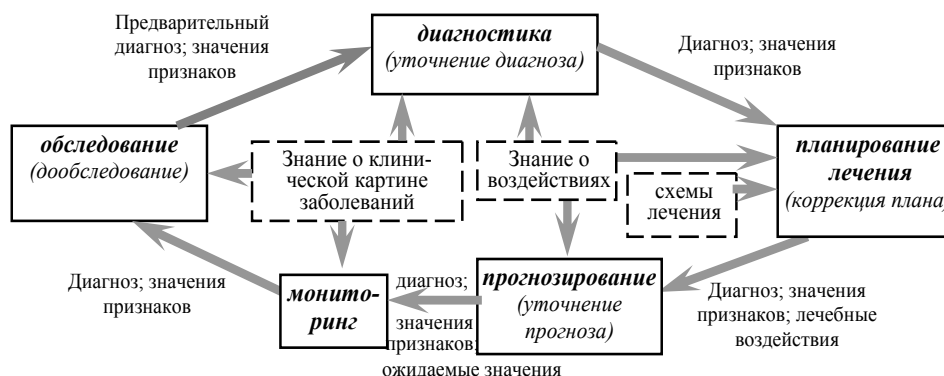 Предварительный
диагноз; значения
признаков
диагностика
(уточнение диагноза)
Диагноз; значения
признаков
обследование
(дообследование)
Знание о клини-
ческой картине
заболеваний
Знание о
воздействиях
схемы
лечения
планирование
лечения
(коррекция плана)
Диагноз; значения
признаков
монито-
ринг
диагноз;
значения
признаков;
ожидаемые значения
прогнозирование
(уточнение
прогноза)
Диагноз; значения
признаков; лечебные
воздействия